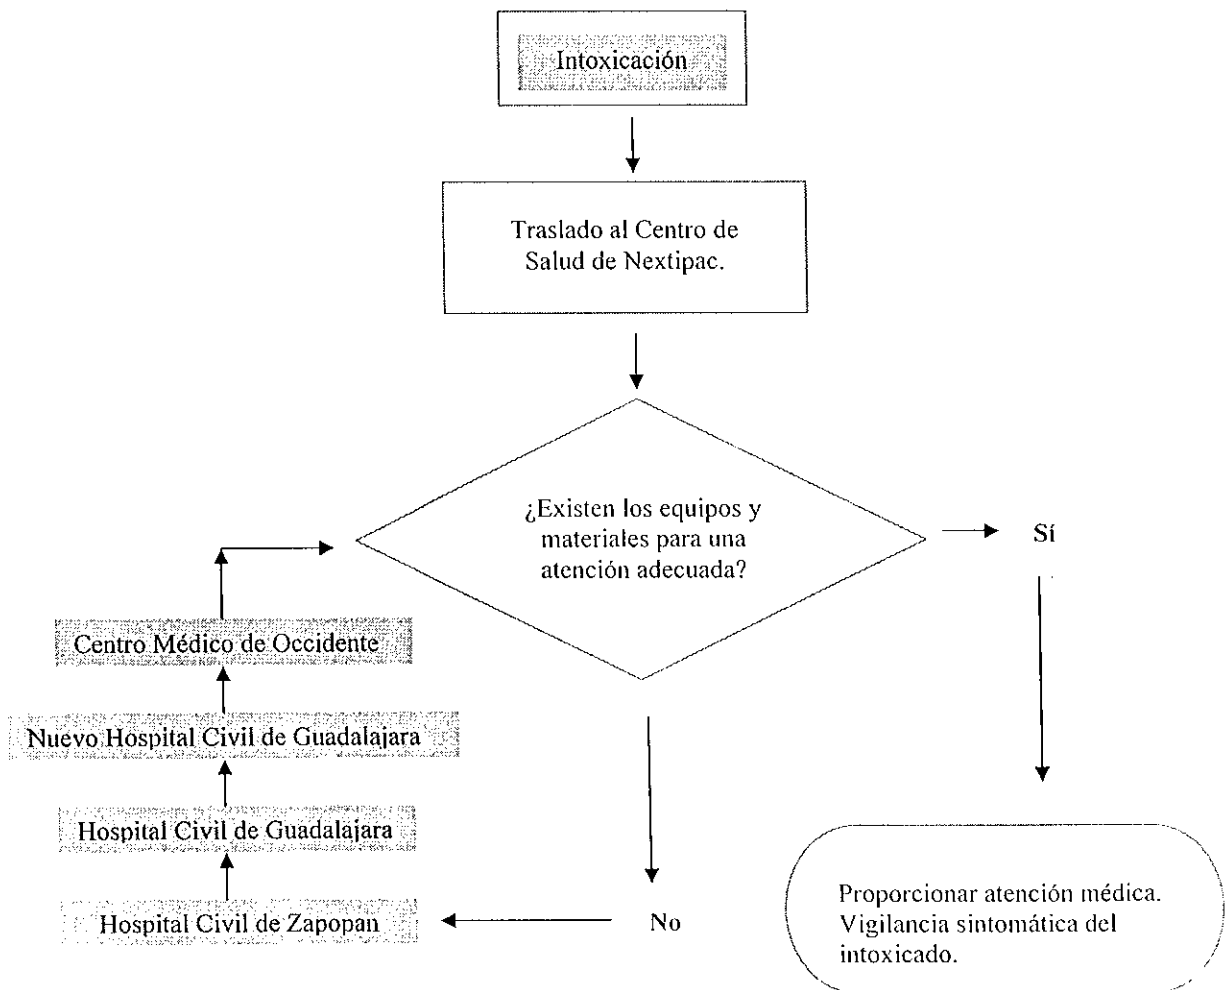 Intoxicación
Traslado al Centro de
Salud de Nextipac.
¿Existen los equipos y
materiales para una
atención adecuada?
Sí
Centro Médico de Occidente
Nuevo Hospital Civil de Guadalajara
Hospital Civil de Guadalajara
Hospital Civil de Zapopan
No
Proporcionar atención médica.
Vigilancia sintomática del
intoxicado.